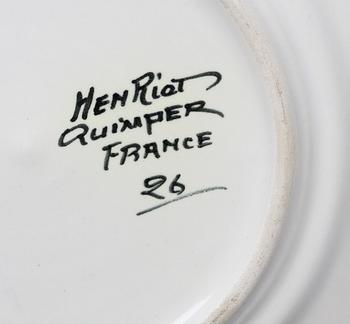 HENRiOT
QUIMPER
FRANCE
26